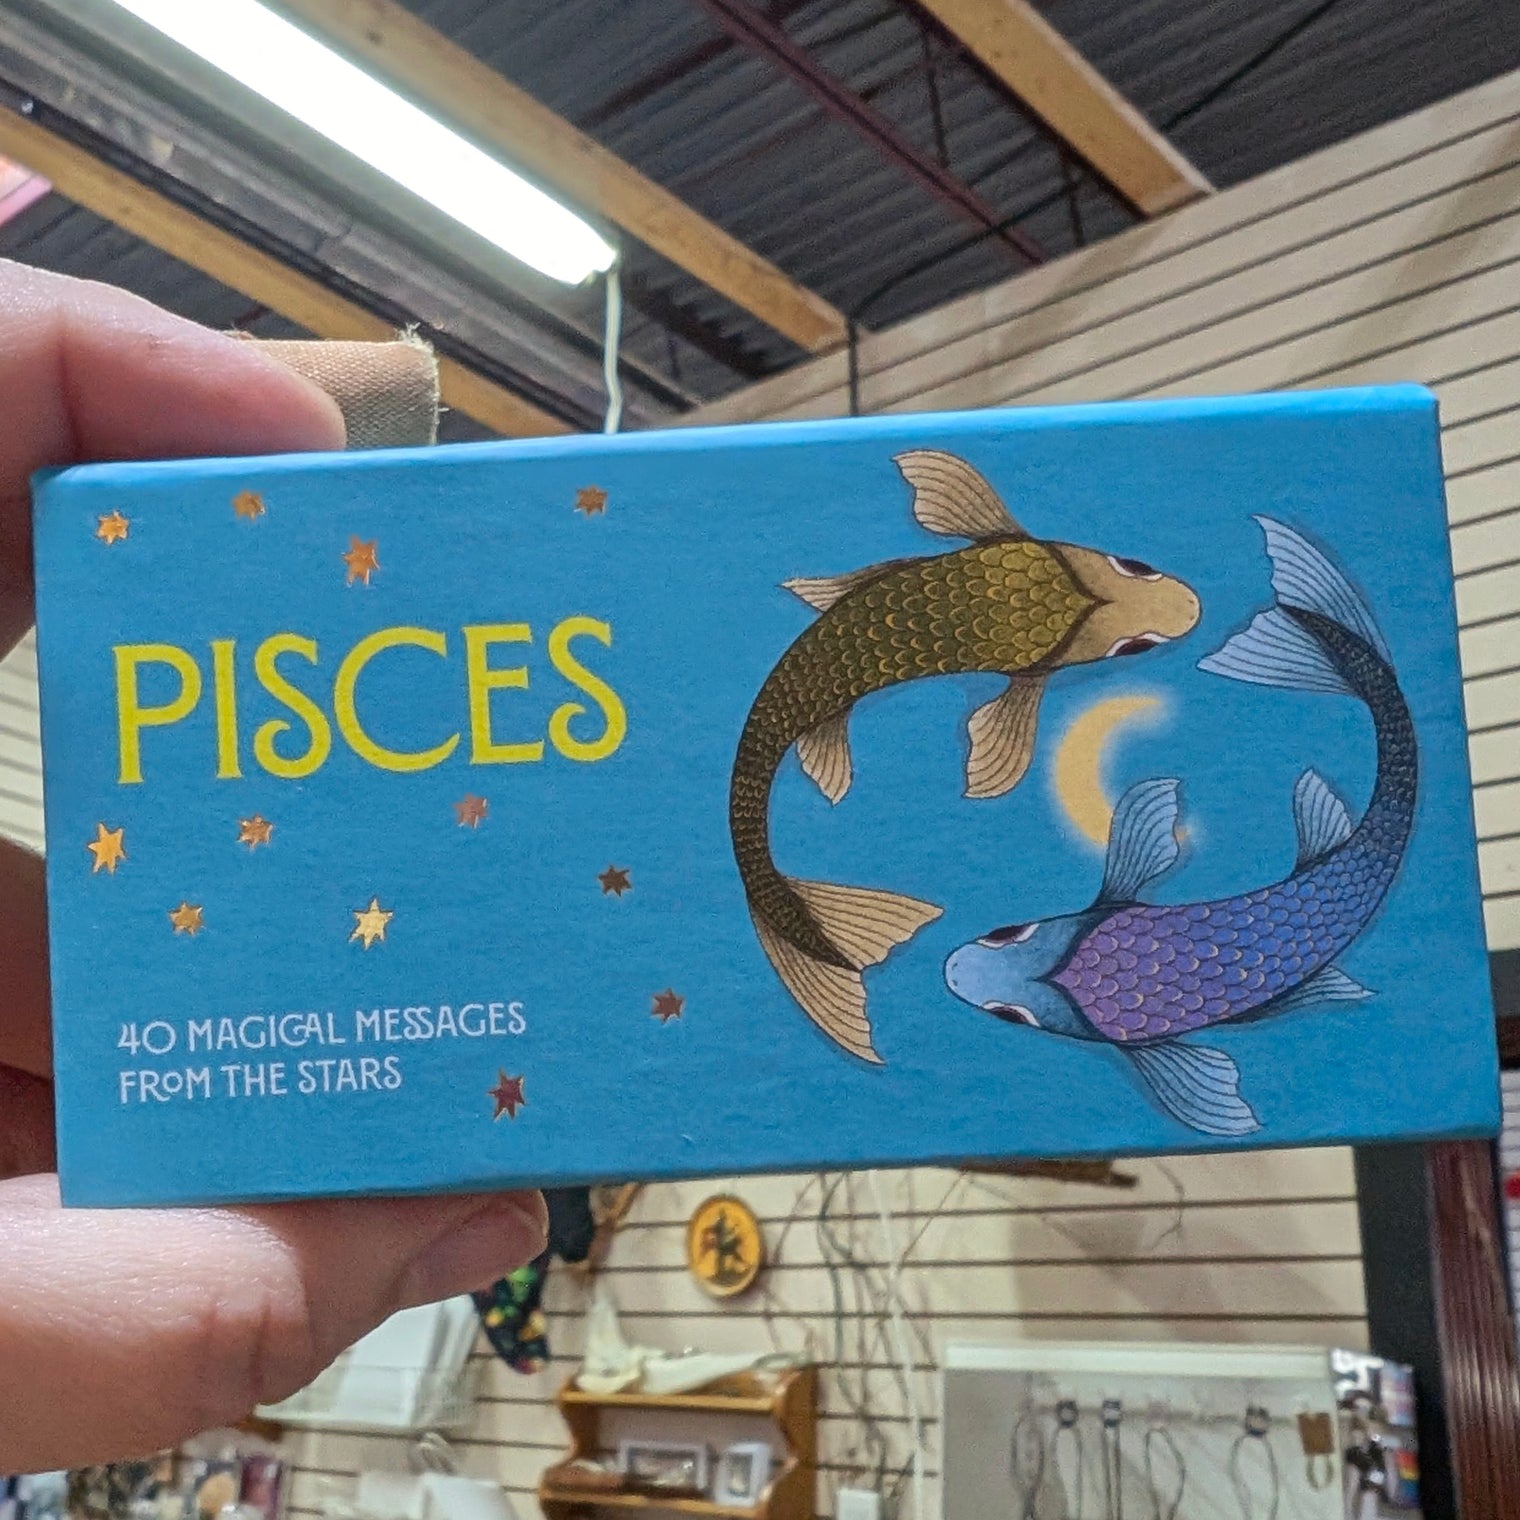 PISCES
40 MAGICAL MESSAGES
FROM THE STARS